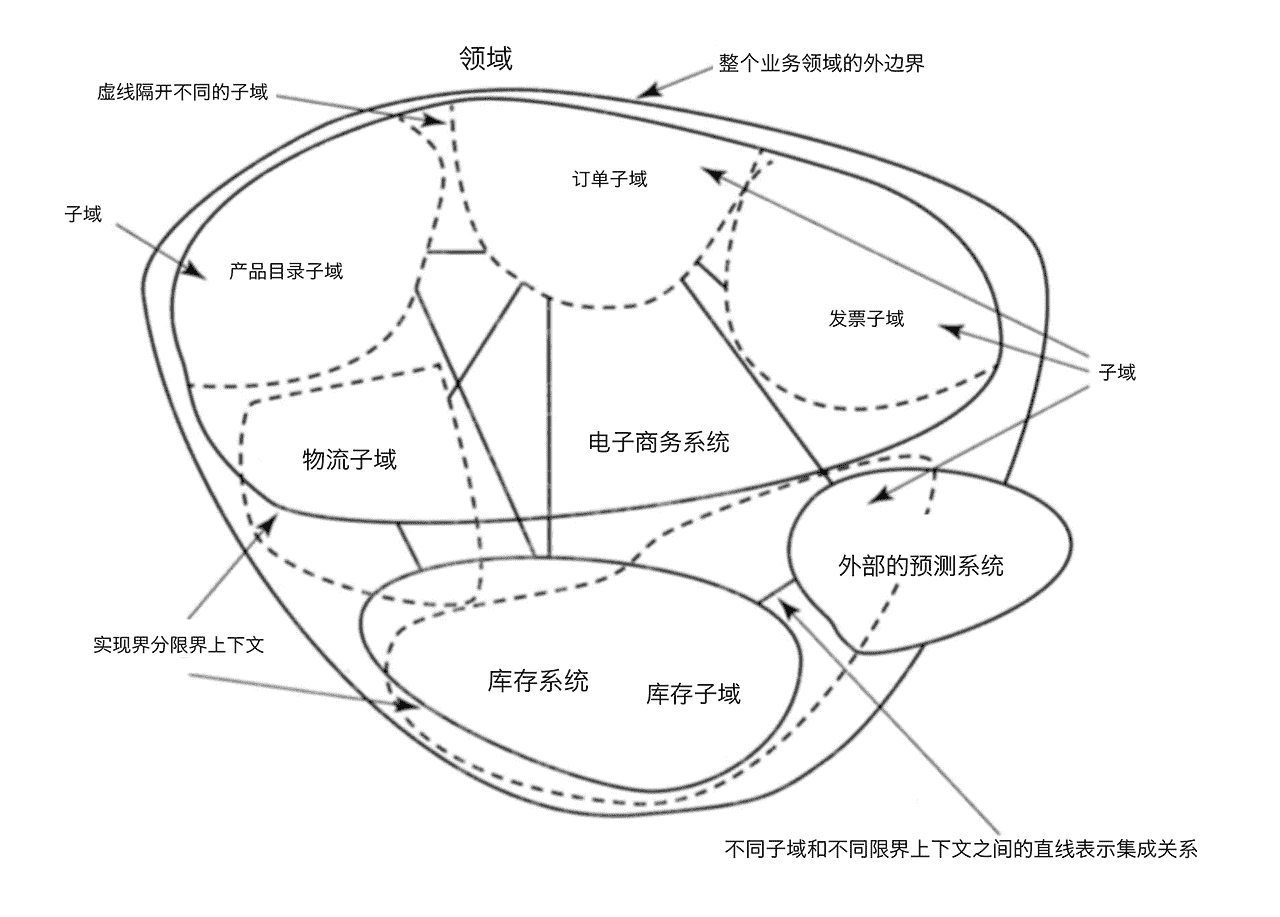 领域
整个业务领域的外边界
虚线隔开不同的子域
订单子域
子域
产品目录子域
发票子域
子域
电子商务系统
物流子域
外部的预测系统
实现界分限界上下文
库存系统
库存子域
不同子域和不同限界上下文之间的直线表示集成关系